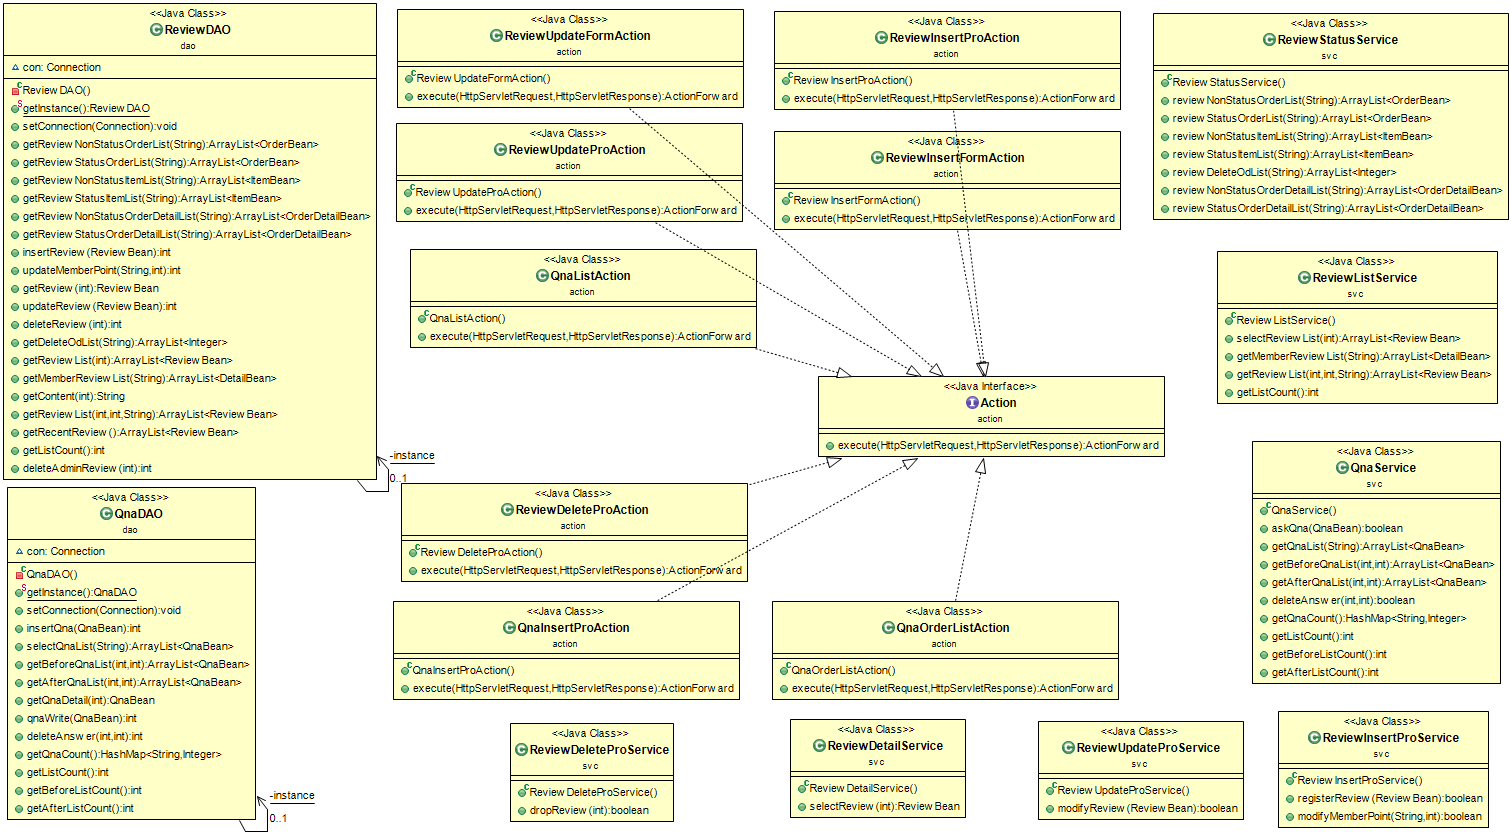 <<Java Class>>
ReviewDAO
dao
con: Connection
ReviewDAO()
getInstance():ReviewDAO
setConnection(Connection):void
getReviewNonStatusOrderList(String):ArrayList<OrderBean>
getReviewStatusOrderList(String):ArrayList<OrderBean>
getReviewNonStatusItemList(String):ArrayList<ItemBean>
getReviewStatusItemList(String):ArrayList<ItemBean>
getReviewNonStatusOrderDetailList(String):ArrayList<OrderDetailBean>
getReviewStatusOrderDetailList(String):ArrayList<OrderDetailBean>
insertReview(ReviewBean):int
updateMemberPoint(String,int):int
getReview(int):ReviewBean
updateReview(ReviewBean):int
deleteReview(int):int
getDeleteOdList(String):ArrayList<Integer>
getReviewList(int):ArrayList<ReviewBean>
getMemberReviewList(String):ArrayList<DetailBean>
getContent(int):String
getReviewList(int,int,String):ArrayList<ReviewBean>
getRecentReview():ArrayList<ReviewBean>
getListCount():int
deleteAdminReview(int):int
-instance
0..1
<<Java Class>>
QnaDAO
dao
con: Connection
QnaDAO()
getInstance():QnaDAO
setConnection(Connection):void
insertQna(QnaBean):int
selectQnaList(String):ArrayList<QnaBean>
getBeforeQnaList(int,int):ArrayList<QnaBean>
getAfterQnaList(int,int):ArrayList<QnaBean>
getQnaDetail(int):QnaBean
qnaWrite(QnaBean):int
deleteAnswer(int,int):int
getQnaCount():HashMap<String,Integer>
getListCount():int
getBeforeListCount():int
getAfterListCount():int
-instance
0..1
<<Java Class>>
ReviewUpdateFormAction
action
ReviewUpdateFormAction()
execute(HttpServletRequest,HttpServletResponse):ActionForward
<<Java Class>>
ReviewUpdateProAction
action
ReviewUpdateProAction()
execute(HttpServletRequest,HttpServletResponse):ActionForward
<<Java Class>>
QnaListAction
action
QnaListAction()
execute(HttpServletRequest,HttpServletResponse):ActionForward
<<Java Class>>
ReviewInsertProAction
action
ReviewInsertProAction()
execute(HttpServletRequest,HttpServletResponse):ActionForward
<<Java Class>>
ReviewInsertFormAction
action
ReviewInsertFormAction()
execute(HttpServletRequest,HttpServletResponse):ActionForward
<<Java Interface>>
Action
action
execute(HttpServletRequest,HttpServletResponse):ActionForward
<<Java Class>>
ReviewDeleteProAction
action
ReviewDeleteProAction()
execute(HttpServletRequest,HttpServletResponse):ActionForward
<<Java Class>>
QnaInsertProAction
action
QnaInsertProAction()
execute(HttpServletRequest,HttpServletResponse):ActionForward
<<Java Class>>
QnaOrderListAction
action
QnaOrderListAction()
execute(HttpServletRequest,HttpServletResponse):ActionForward
<<Java Class>>
ReviewStatusService
svc
ReviewStatusService()
reviewNonStatusOrderList(String):ArrayList<OrderBean>
reviewStatusOrderList(String):ArrayList<OrderBean>
reviewNonStatusItemList(String):ArrayList<ItemBean>
reviewStatusItemList(String):ArrayList<ItemBean>
reviewDeleteOdList(String):ArrayList<Integer>
reviewNonStatusOrderDetailList(String):ArrayList<OrderDetailBean>
reviewStatusOrderDetailList(String):ArrayList<OrderDetailBean>
<<Java Class>>
ReviewListService
svc
ReviewListService()
selectReviewList(int):ArrayList<ReviewBean>
getMemberReviewList(String):ArrayList<DetailBean>
getReviewList(int,int,String):ArrayList<ReviewBean>
getListCount():int
<<Java Class>>
QnaService
svc
QnaService()
askQna(QnaBean):boolean
getQnaList(String):ArrayList<QnaBean>
getBeforeQnaList(int,int):ArrayList<QnaBean>
getAfterQnaList(int,int):ArrayList<QnaBean>
deleteAnswer(int,int):boolean
getQnaCount():HashMap<String,Integer>
getListCount():int
getBeforeListCount():int
getAfterListCount():int
<<Java Class>>
ReviewDeleteProService
svc
ReviewDeleteProService()
dropReview(int):boolean
<<Java Class>>
ReviewDetailService
svc
ReviewDetailService()
selectReview(int):ReviewBean
<<Java Class>>
ReviewUpdateProService
svc
ReviewUpdateProService()
modifyReview(ReviewBean):boolean
<<Java Class>>
ReviewInsertProService
svc
ReviewInsertProService()
registerReview(ReviewBean):boolean
modifyMemberPoint(String,int):boolean